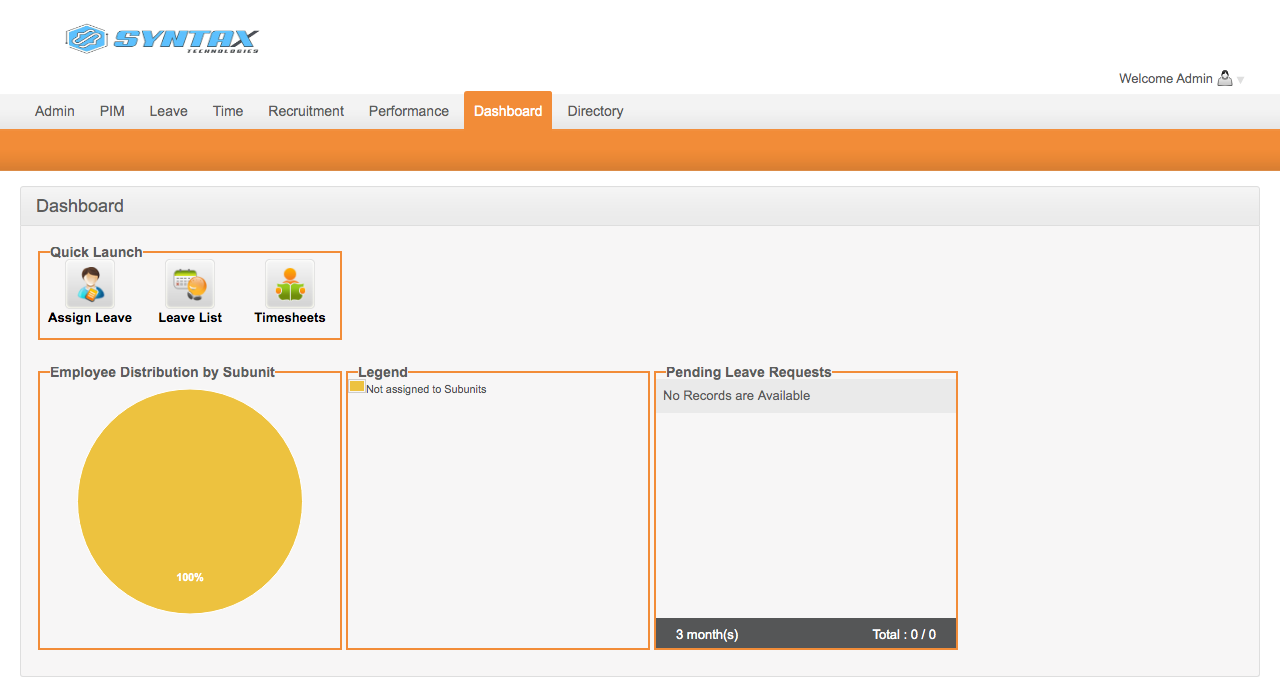 SYNTAX
TECHNOLOGIES
Welcome Admin
Admin PIM Leave Time Recruitment Performance Dashboard Directory
Dashboard
Quick Launch
Assign Leave Leave List Timesheets
Employee Distribution by Subunit
100%
Legend
Not assigned to Subunits
Pending Leave Requests
No Records are Available
3 month(s) Total : 0 / 0